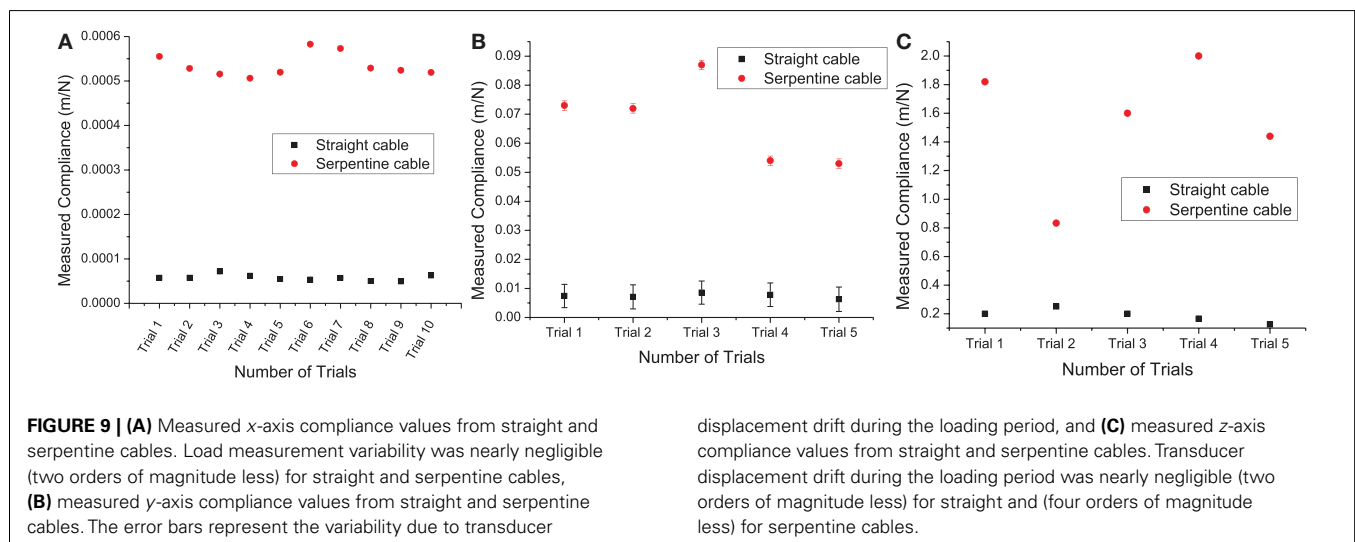 A
0.0006
0.0005
0.0004
0.0003
0.0002
0.0001
0.0000
Measured Compliance (m/N)
Straight cable
Serpentine cable
Trial 1
Trial 2
Trial 3
Trial 4
Trial 5
Trial 6
Trial 7
Trial 8
Trial 9
Trial 10
Number of Trials
B
0.09
0.08
0.07
0.06
0.05
0.04
0.03
0.02
0.01
0.00
Measured Compliance (m/N)
Straight cable
Serpentine cable
Trial 1
Trial 2
Trial 3
Trial 4
Trial 5
Number of Trials
C
2.0
1.8
1.6
1.4
1.2
1.0
0.8
0.6
0.4
0.2
Measured Compliance (m/N)
Straight cable
Serpentine cable
Trial 1
Trial 2
Trial 3
Trial 4
Trial 5
Number of Trials
FIGURE 9 | (A) Measured x-axis compliance values from straight and
serpentine cables. Load measurement variability was nearly negligible
(two orders of magnitude less) for straight and serpentine cables,
(B) measured y-axis compliance values from straight and serpentine
cables. The error bars represent the variability due to transducer
displacement drift during the loading period, and (C) measured z-axis
compliance values from straight and serpentine cables. Transducer
displacement drift during the loading period was nearly negligible (two
orders of magnitude less) for straight and (four orders of magnitude
less) for serpentine cables.